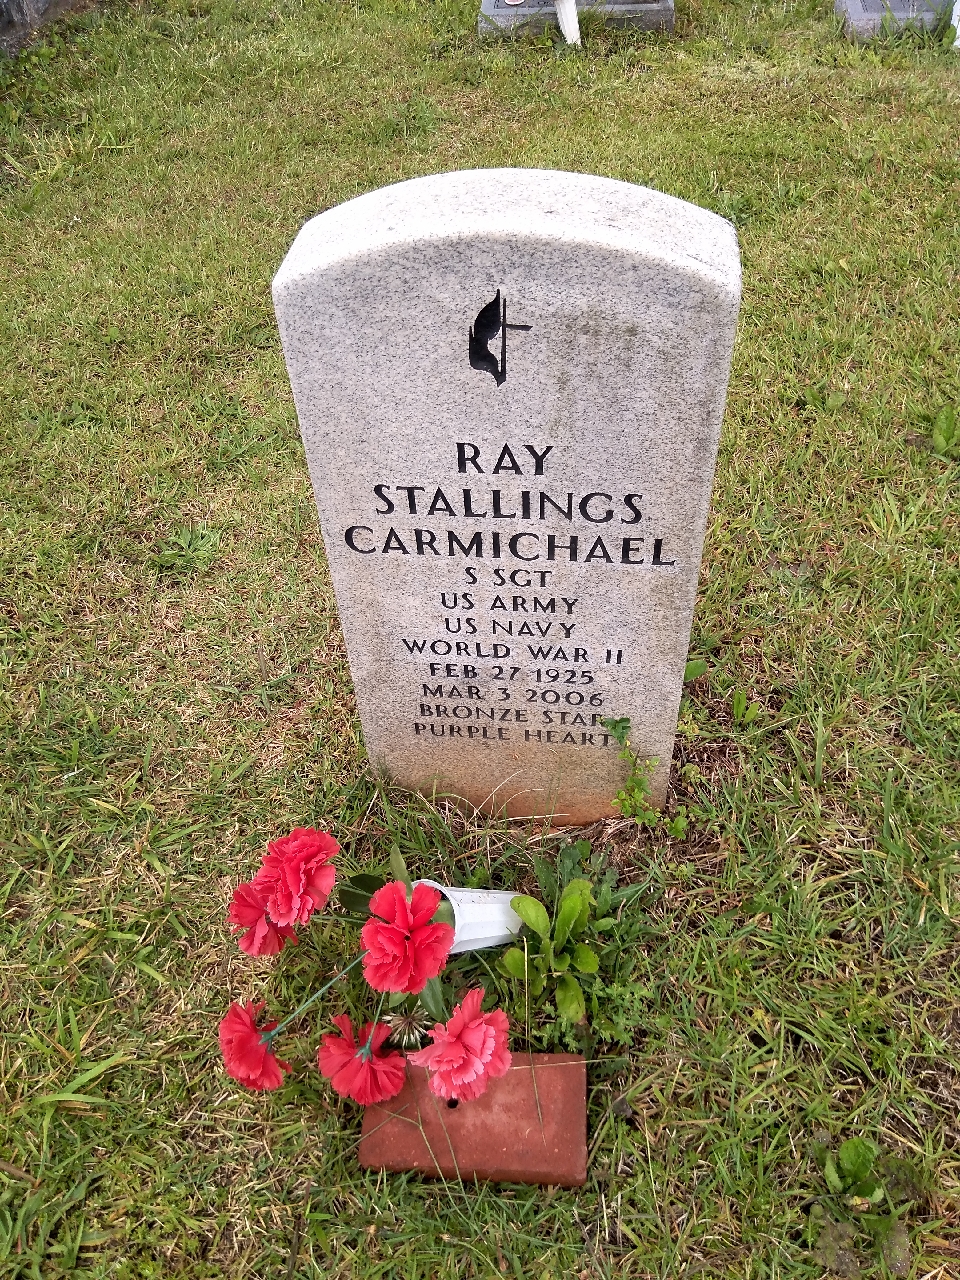 RAY
STALLINGS
CARMICHAEL
S SGT
US ARMY
US NAVY
WORLD WAR II
FEB 27 1925
MAR 3 2006
BRONZE STAR
PURPLE HEART